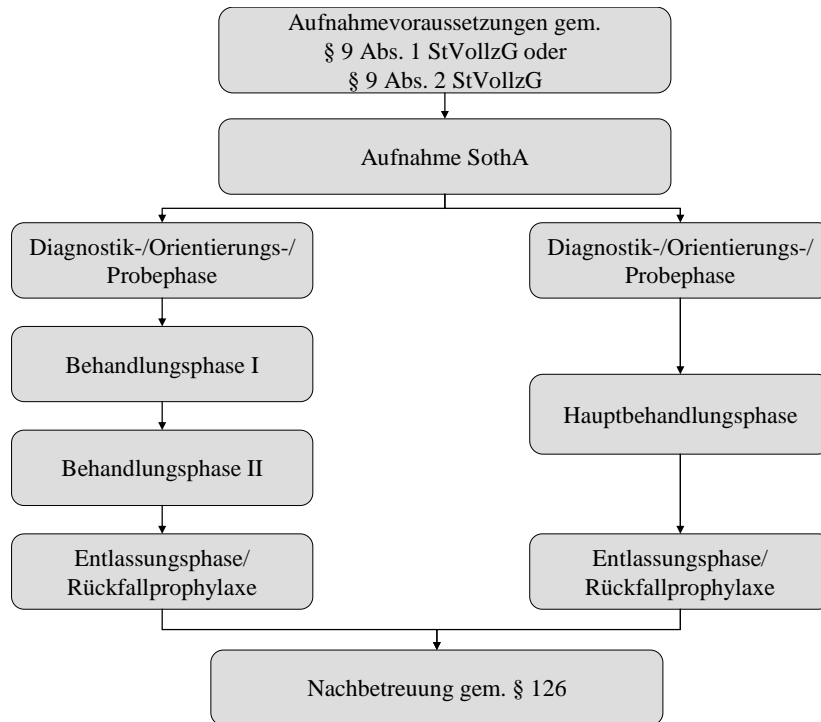 Aufnahmevoraussetzungen gem.
§ 9 Abs. 1 StVollzG oder
§ 9 Abs. 2 StVollzG
Aufnahme SothA
Diagnostik-/Orientierungs-/
Probephase
Behandlungsphase I
Behandlungsphase II
Entlassungsphase/
Rückfallprophylaxe
Diagnostik-/Orientierungs-/
Probephase
Hauptbehandlungsphase
Entlassungsphase/
Rückfallprophylaxe
Nachbetreuung gem. § 126